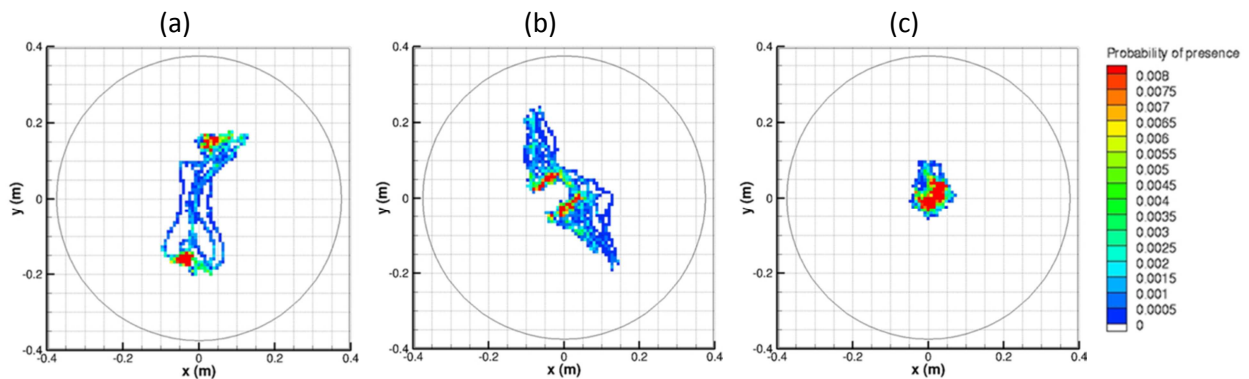 (a) (b) (c)
0.4 0.4 0.4
Probability of presence
0.008
0.0075
0.2 0.2 0.2
0.007
0.0065
0.006
0.0055
y (m) 0 y (m) 0 y (m) 0
0.005
0.0045
0.004
0.0035
0.003
-0.2 -0.2 -0.2
0.0025
0.002
0.0015
0.001
0.0005
0
-0.4 -0.4 -0.4
-0.4 -0.2 0 0.2 0.4 -0.4 -0.2 0 0.2 0.4 -0.4 -0.2 0 0.2 0.4
x (m) x (m) x (m)